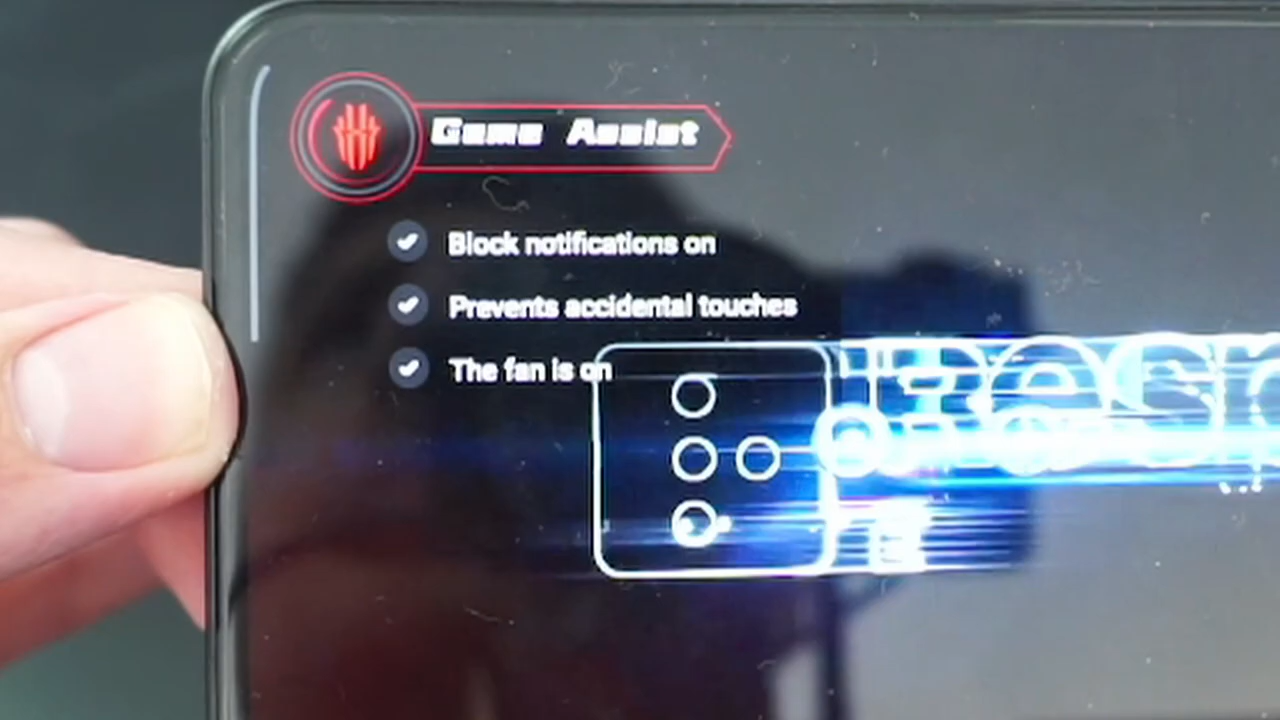 Game Assist
Block notifications on
Prevents accidental touches
The fan is on